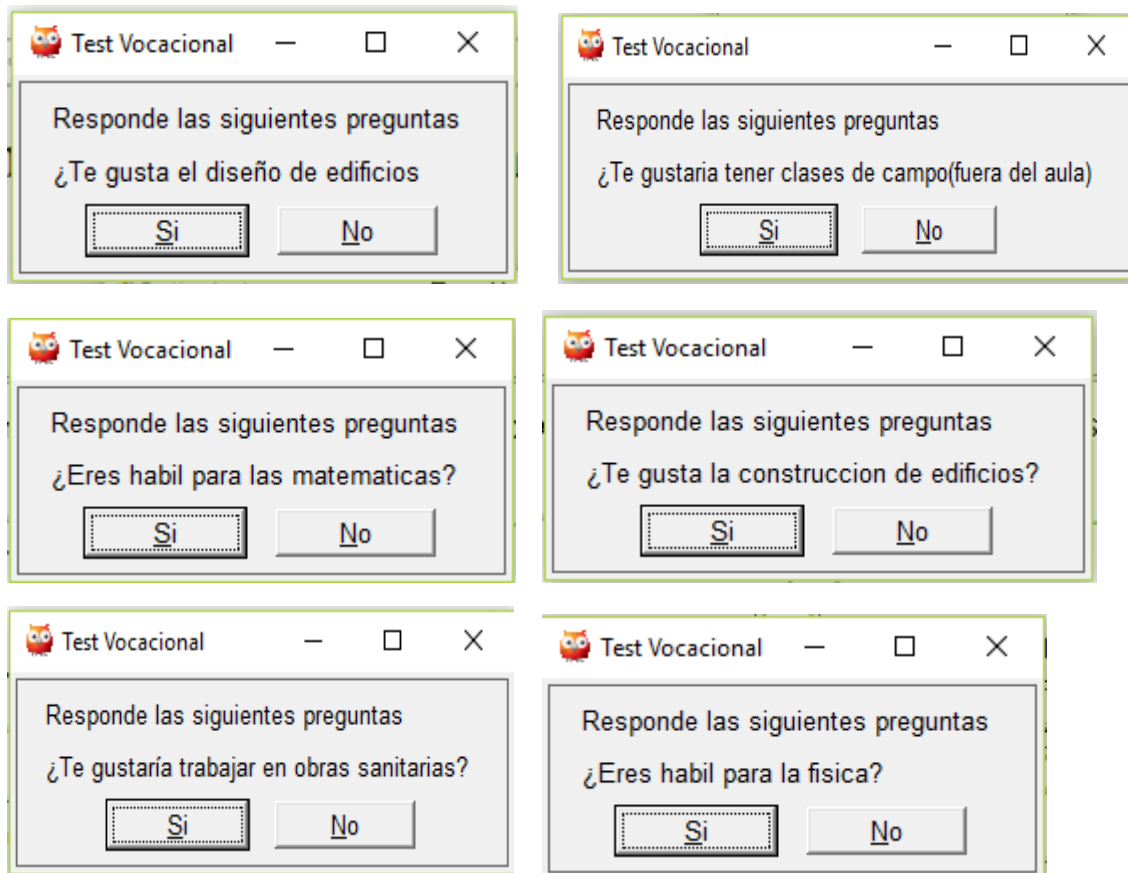 Test Vocacional
Responde las siguientes preguntas
¿Te gusta el diseño de edificios
Si No
Test Vocacional
Responde las siguientes preguntas
¿Te gustaria tener clases de campo(fuera del aula)
Si No
Test Vocacional
Responde las siguientes preguntas
¿Eres habil para las matematicas?
Si No
Test Vocacional
Responde las siguientes preguntas
¿Te gusta la construccion de edificios?
Si No
Test Vocacional
Responde las siguientes preguntas
¿Te gustaría trabajar en obras sanitarias?
Si No
Test Vocacional
Responde las siguientes preguntas
¿Eres habil para la fisica?
Si No